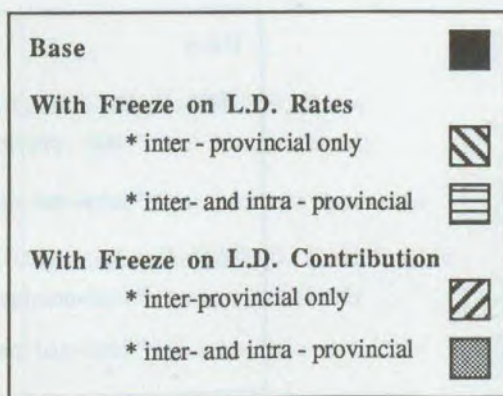 Base
With Freeze on L.D. Rates
* inter - provincial only
* inter- and intra - provincial
With Freeze on L.D. Contribution
* inter-provincial only
* inter- and intra - provincial